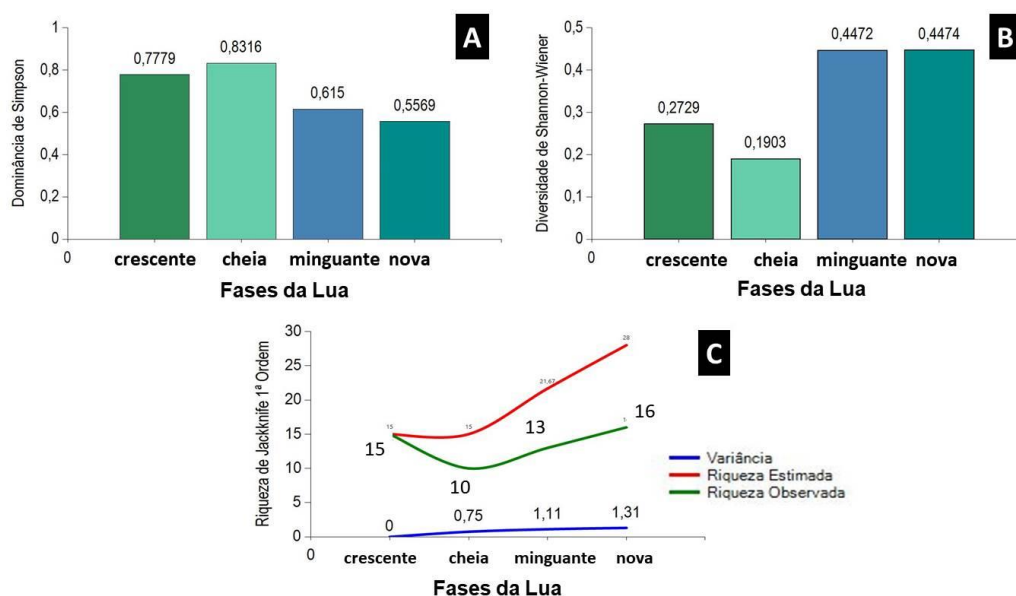 A
Dominância de Simpson
1
0,8
0,6
0,4
0,2
0
0
0,7779
0,8316
0,615
0,5569
crescente cheia minguante nova
Fases da Lua
B
Diversidade de Shannon-Wiener
0,5
0,4
0,3
0,2
0,1
0
0
0,2729
0,1903
0,4472
0,4474
crescente cheia minguante nova
Fases da Lua
C
Riqueza de Jackknife 1ª Ordem
30
25
20
15
10
5
0
0
15
15
21,67
28
15
10
13
16
0
0,75
1,11
1,31
crescente cheia minguante nova
Fases da Lua
Variância
Riqueza Estimada
Riqueza Observada